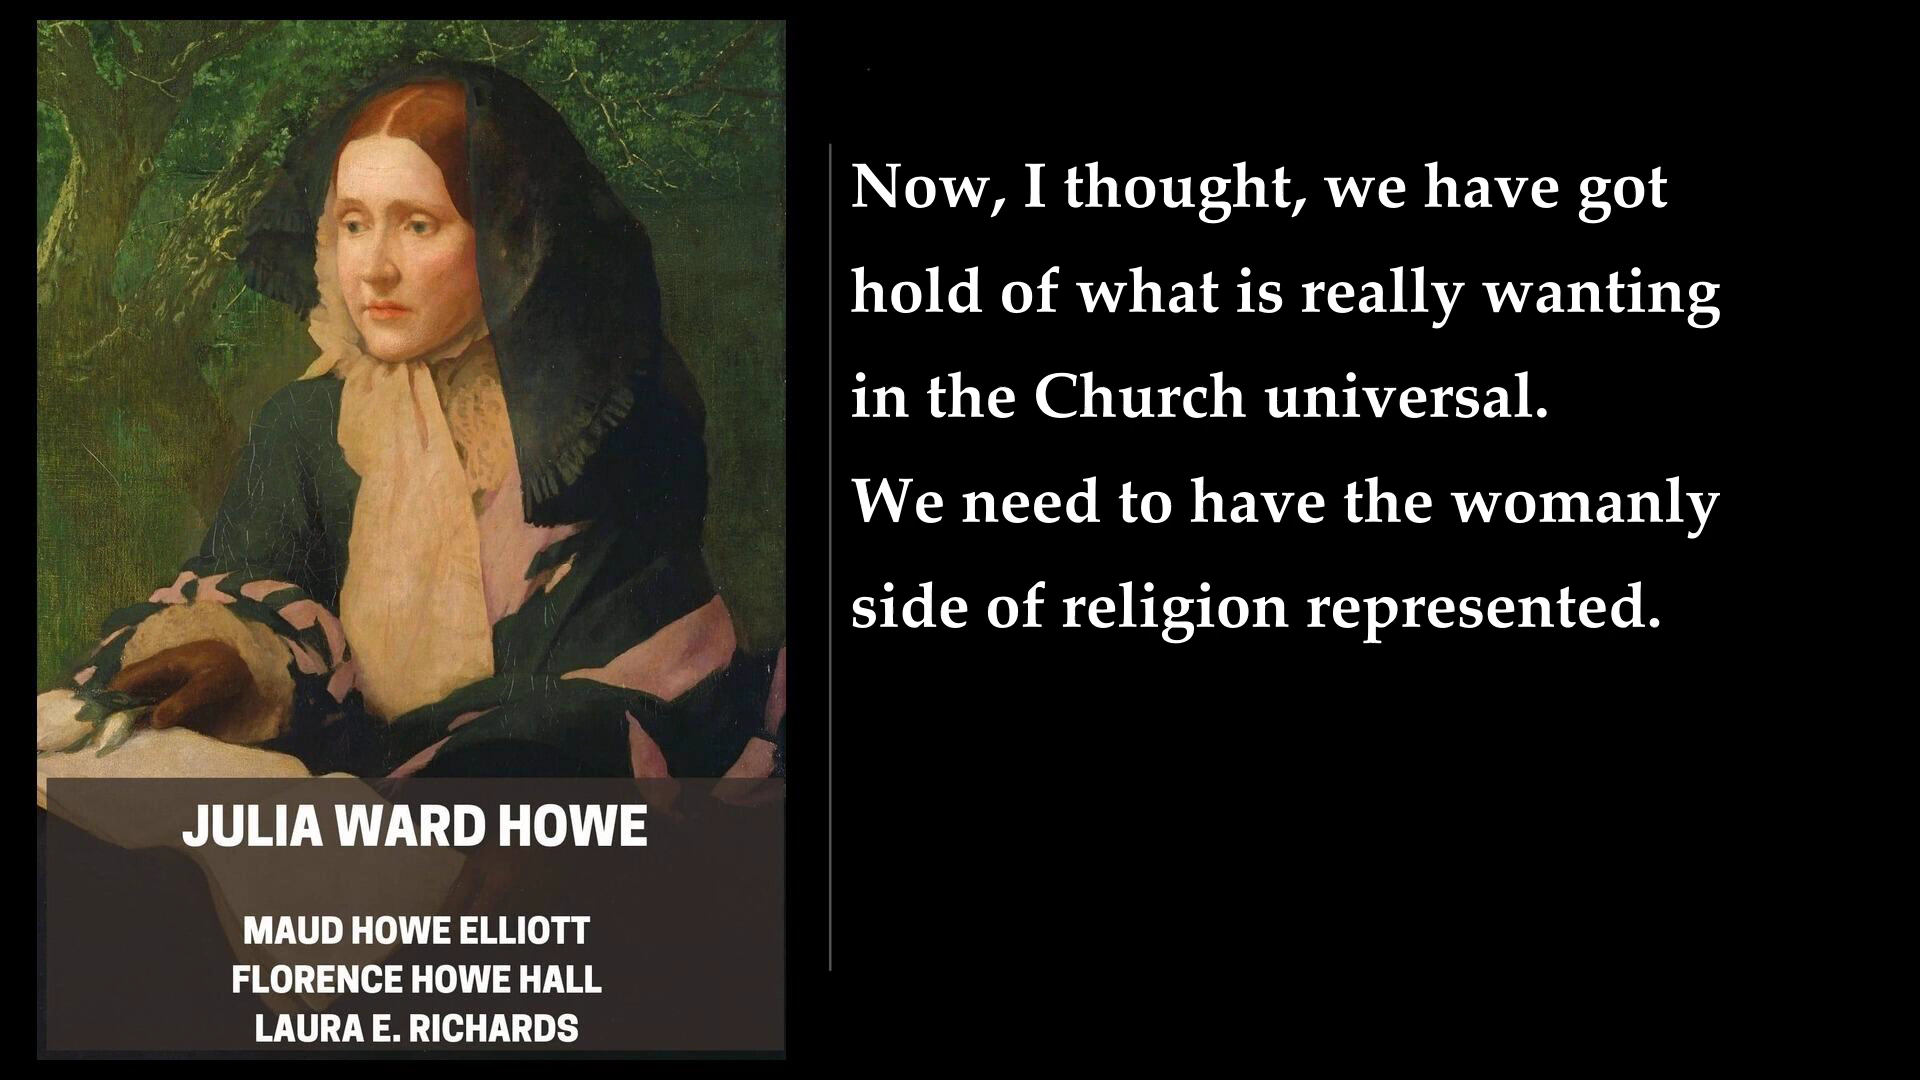 JULIA WARD HOWE
MAUD HOWE ELLIOTT
FLORENCE HOWE HALL
LAURA E. RICHARDS
Now, I thought, we have got
hold of what is really wanting
in the Church universal.
We need to have the womanly
side of religion represented.